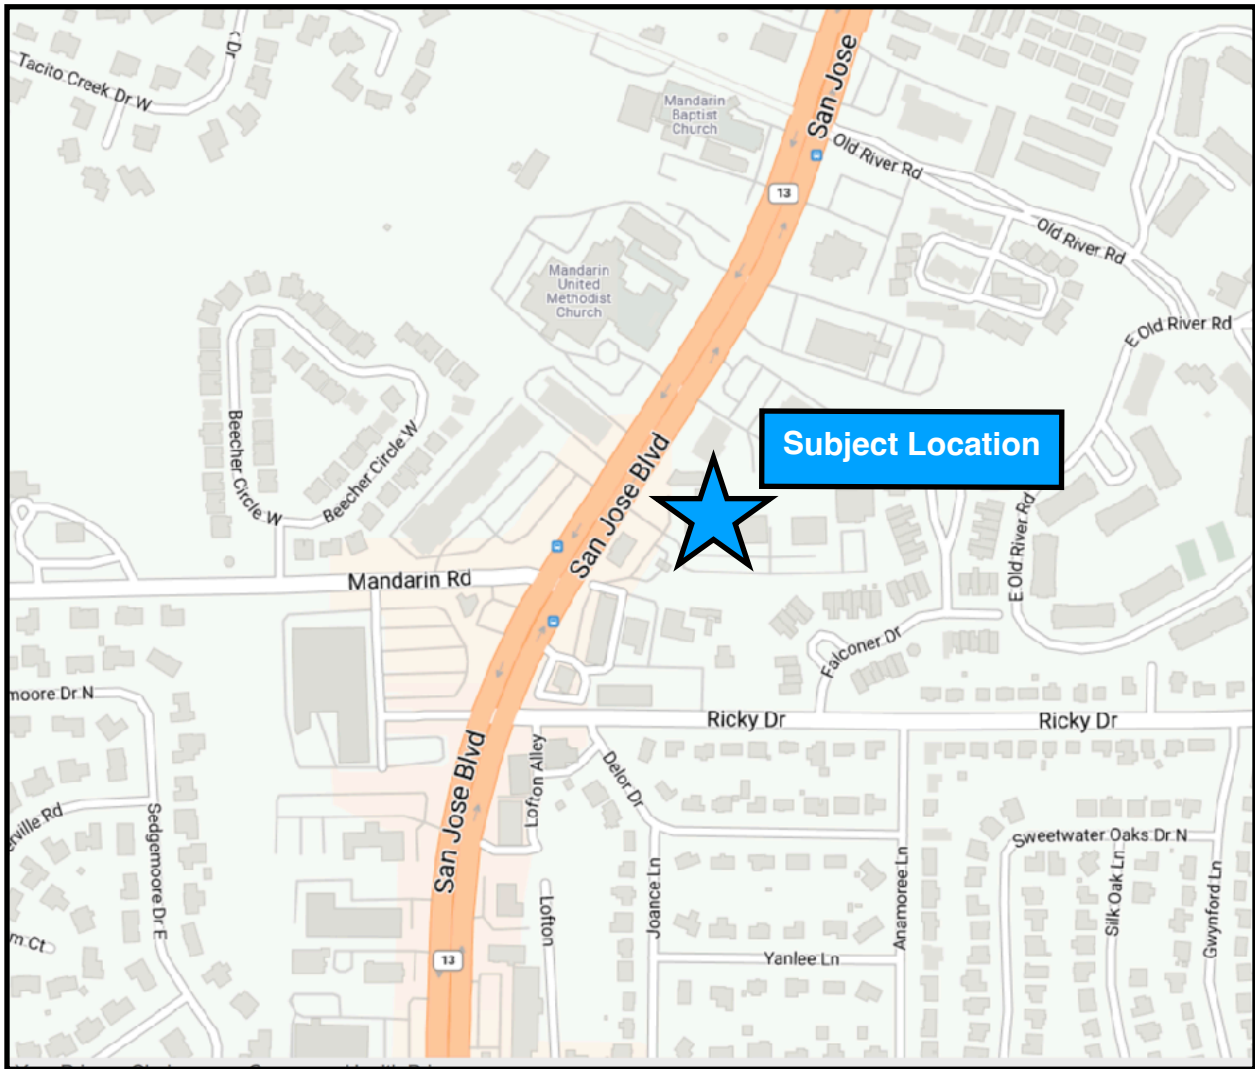 Dr
Tacito Creek Dr W
San Jose
Mandarin
Baptist
Church
Old River Rd
13
Old River Rd
Mandarin
United
Methodist
Church
E Old River Rd
Beecher Circle W
Beecher Circle W
San Jose Blvd
Subject Location
E Old River Rd
Mandarin Rd
Falconer Dr
moore Dr N
Ricky Dr
Ricky Dr
San Jose Blvd
Lofton Alley
Delor Dr
erville Rd
Sedgemoore Dr E
Sweetwater Oaks Dr N
Joance Ln
Anamoree Ln
Silk Oak Ln
Gwynford Ln
Lofton
m Ct
Yanlee Ln
13